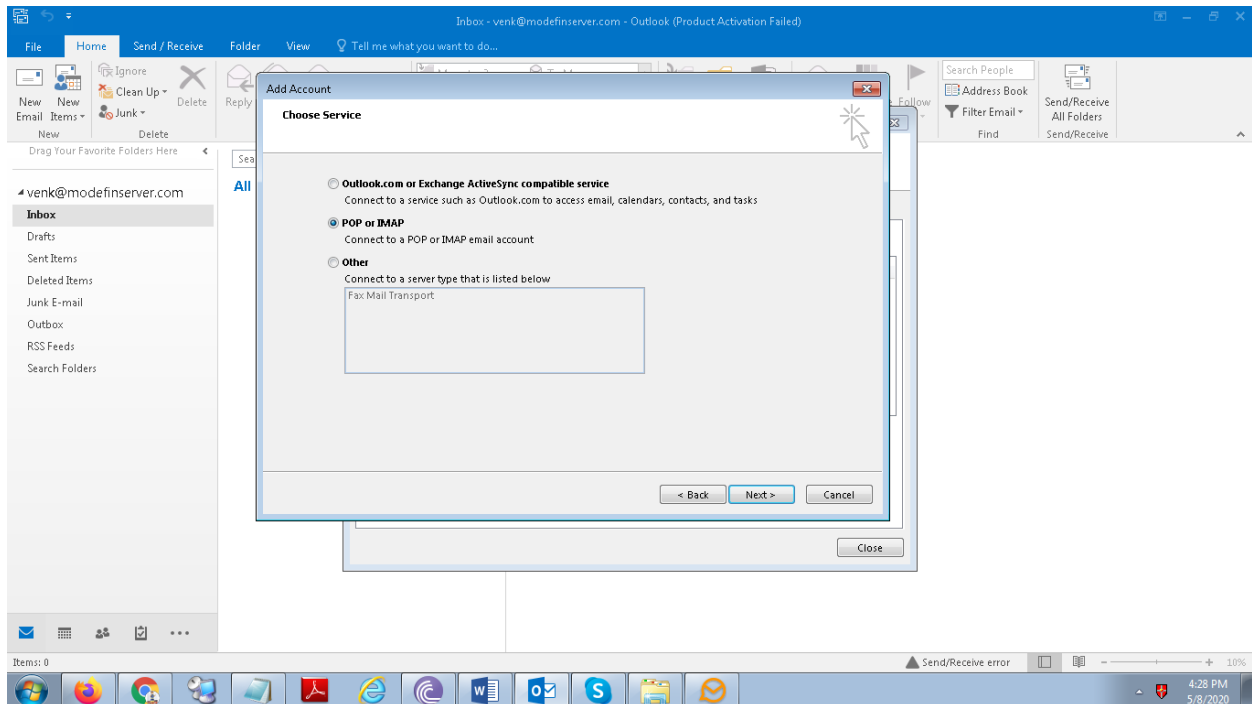 Inbox - venk@modefinserver.com - Outlook (Product Activation Failed)
File Home Send / Receive Folder View Tell me what you want to do...
Ignore
Clean Up
Junk
New Email
New Items
Delete
Reply
Follow
Search People
Address Book
Filter Email
Send/Receive All Folders
New Delete Find Send/Receive
Drag Your Favorite Folders Here
Sea
All
venk@modefinserver.com
Inbox
Drafts
Sent Items
Deleted Items
Junk E-mail
Outbox
RSS Feeds
Search Folders
Add Account
Choose Service
Outlook.com or Exchange ActiveSync compatible service
Connect to a service such as Outlook.com to access email, calendars, contacts, and tasks
POP or IMAP
Connect to a POP or IMAP email account
Other
Connect to a server type that is listed below
Fax Mail Transport
< Back Next > Cancel
Close
Items: 0
Send/Receive error
10%
4:28 PM
5/8/2020